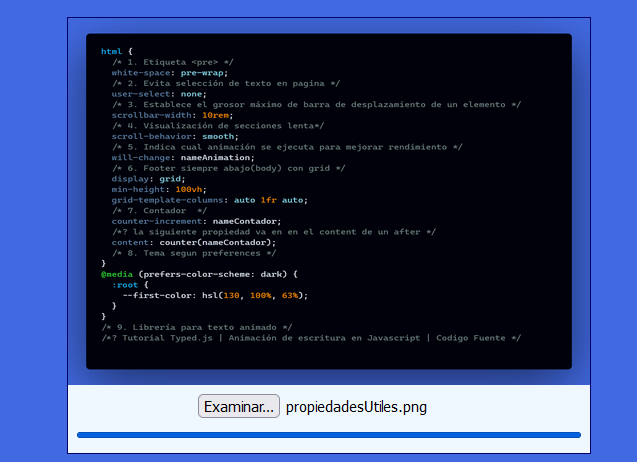 html {
/* 1. Etiqueta <pre> */
white-space: pre-wrap;
/* 2. Evita selección de texto en pagina */
user-select: none;
/* 3. Establece el grosor máximo de barra de desplazamiento de un elemento */
scrollbar-width: 10rem;
/* 4. Visualización de secciones lenta*/
scroll-behavior: smooth;
/* 5. Indica cual animación se ejecuta para mejorar rendimiento */
will-change: nameAnimation;
/* 6. Footer siempre abajo(body) con grid */
display: grid;
min-height: 100vh;
grid-template-columns: auto 1fr auto;
/* 7. Contador  */
counter-increment: nameContador;
/*? la siguiente propiedad va en en el content de un after */
content: counter(nameContador);
/* 8. Tema segun preferences */
}
@media (prefers-color-scheme: dark) {
:root {
--first-color: hsl(130, 100%, 63%);
}
}
/* 9. Librería para texto animado */
/*? Tutorial Typed.js | Animación de escritura en Javascript | Codigo Fuente */
Examinar... propiedadesUtiles.png